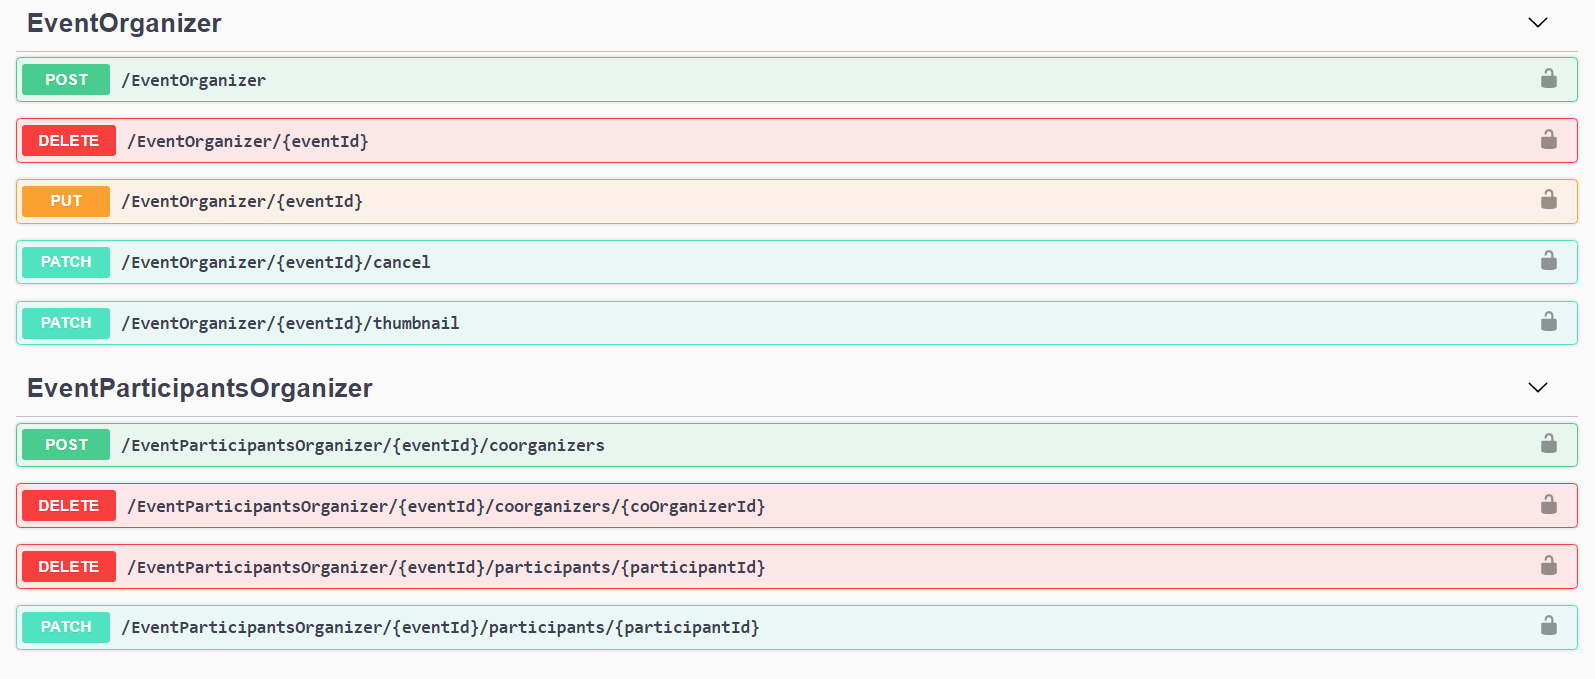 EventOrganizer
POST /EventOrganizer
DELETE /EventOrganizer/{eventId}
PUT /EventOrganizer/{eventId}
PATCH /EventOrganizer/{eventId}/cancel
PATCH /EventOrganizer/{eventId}/thumbnail
EventParticipantsOrganizer
POST /EventParticipantsOrganizer/{eventId}/coorganizers
DELETE /EventParticipantsOrganizer/{eventId}/coorganizers/{coOrganizerId}
DELETE /EventParticipantsOrganizer/{eventId}/participants/{participantId}
PATCH /EventParticipantsOrganizer/{eventId}/participants/{participantId}